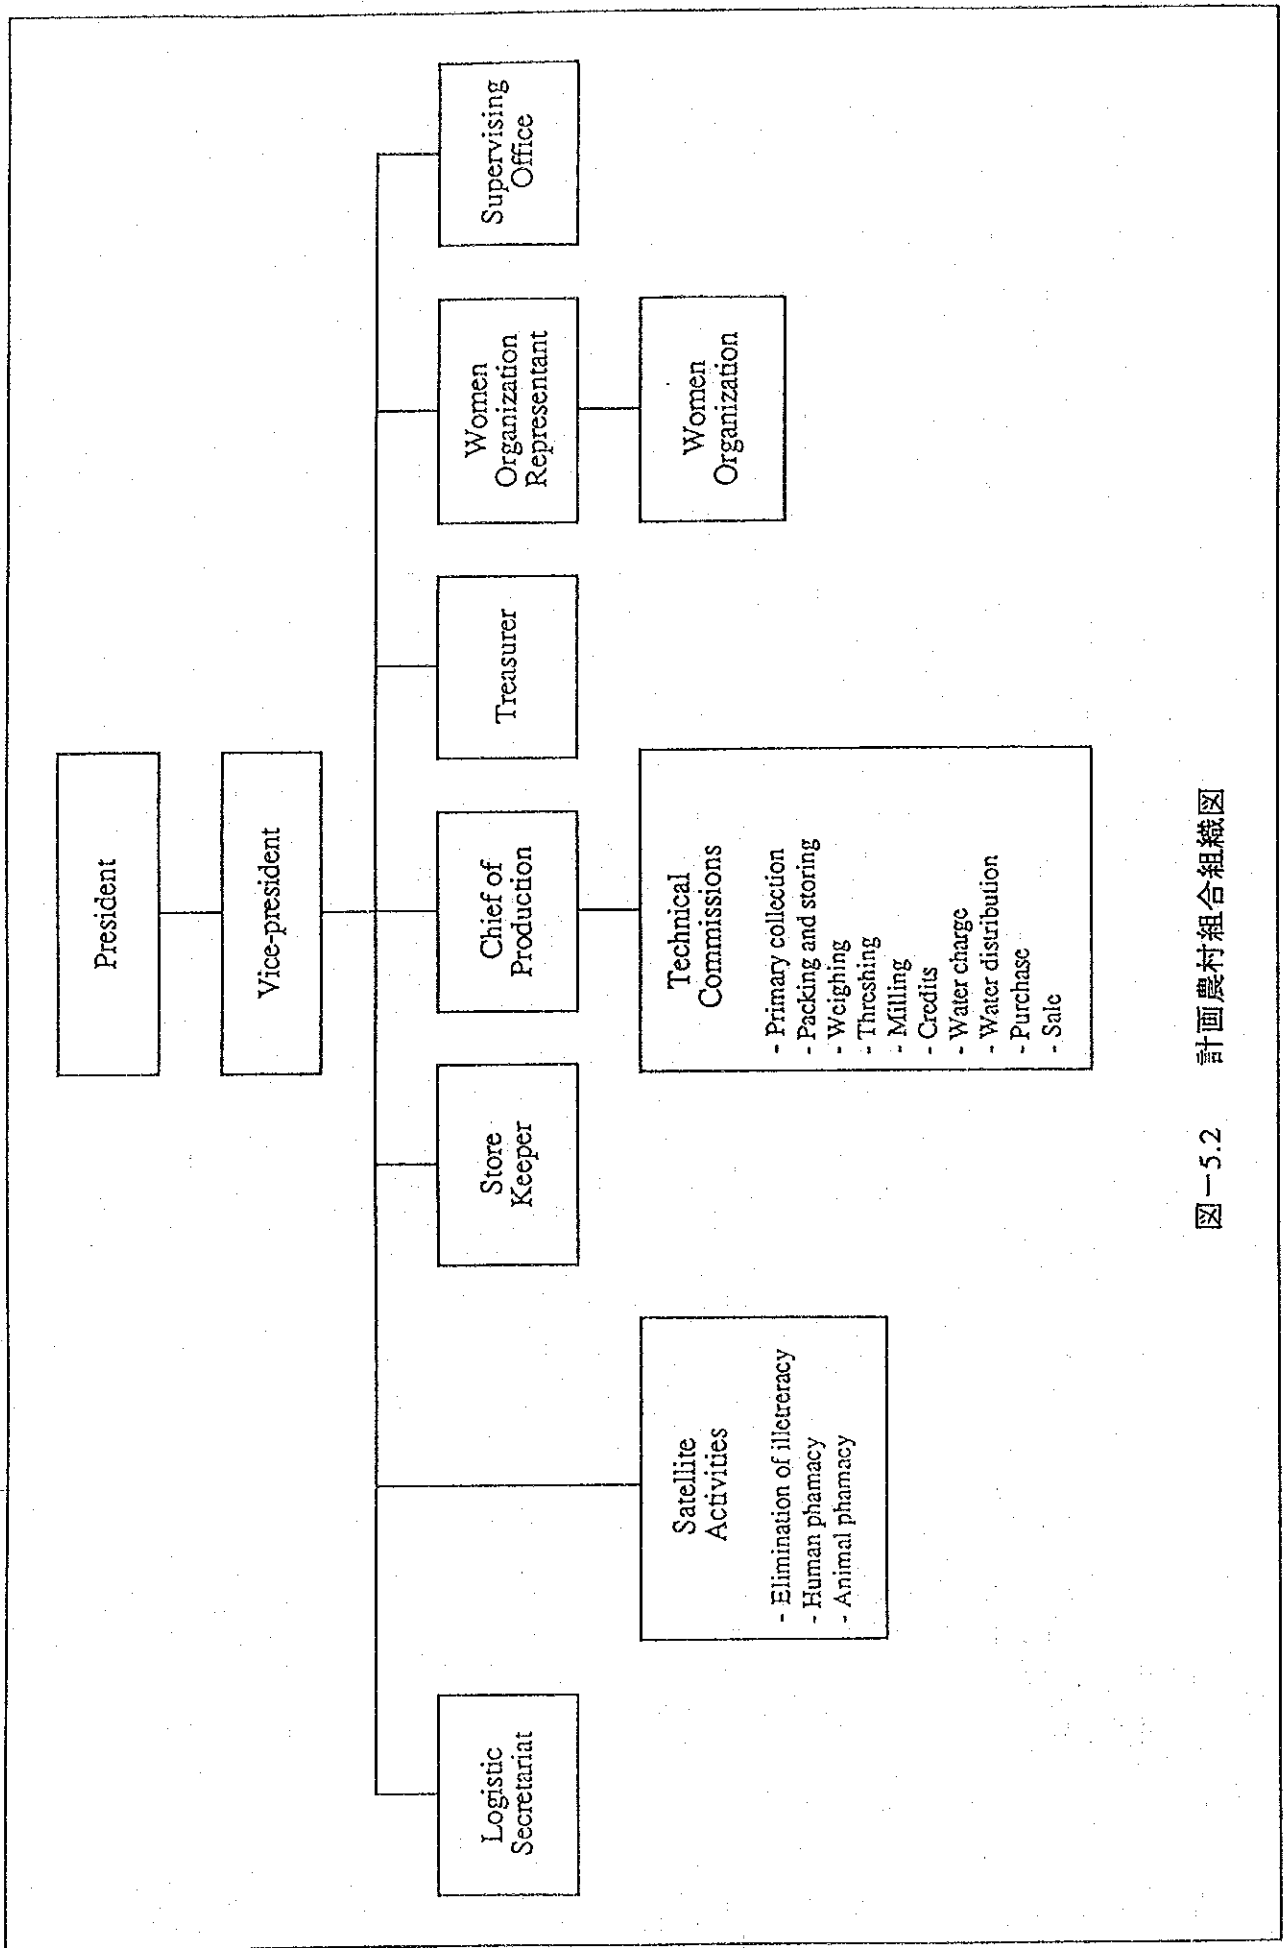 President
Vice-president
Logistic
Secretariat
Satellite
Activities
- Elimination of illetreracy
- Human phamacy
- Animal phamacy
Store
Keeper
Chief of
Production
Technical
Commissions
- Primary collection
- Packing and storing
- Weighing
- Threshing
- Milling
- Credits
- Water charge
- Water distribution
- Purchase
- Sale
Treasurer
Women
Organization
Representant
Women
Organization
Supervising
Office
図－5.2 計画農村組合組織図